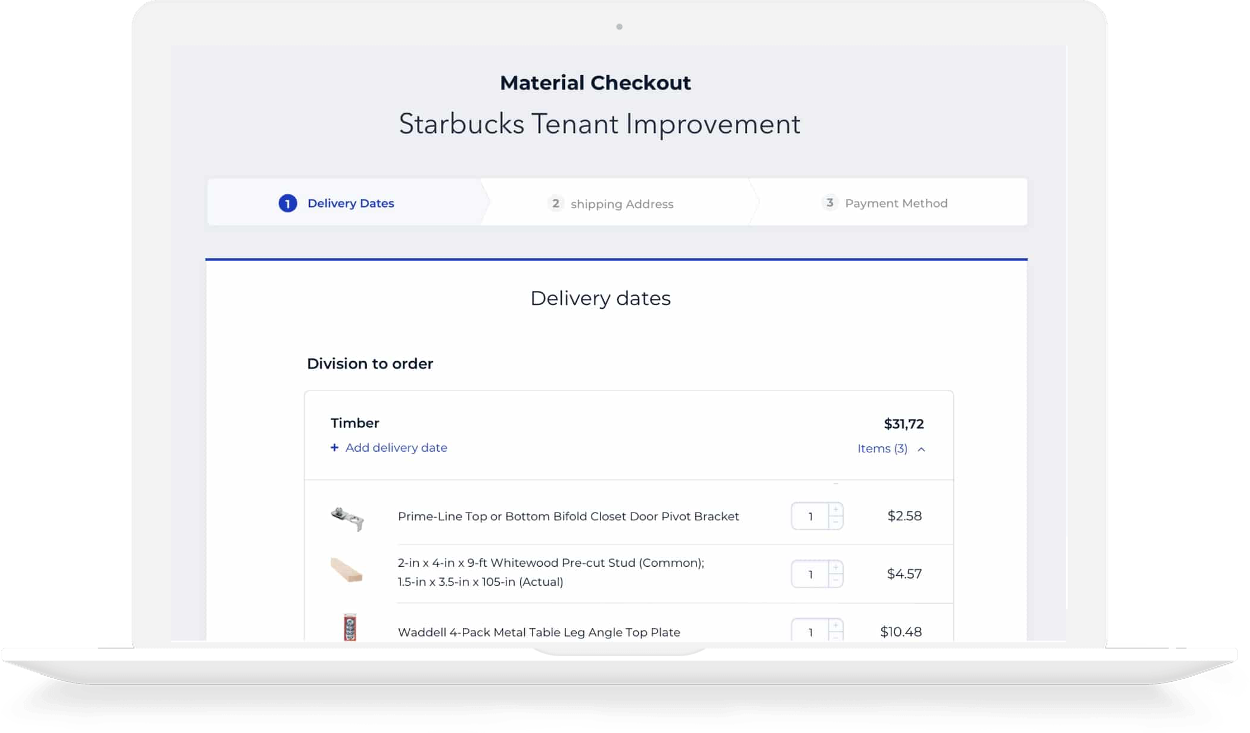 Material Checkout
Starbucks Tenant Improvement
1 Delivery Dates
2 shipping Address
3 Payment Method
Delivery dates
Division to order
Timber $31,72
+ Add delivery date Items (3)
Prime-Line Top or Bottom Bifold Closet Door Pivot Bracket 1 $2.58
2-in x 4-in x 9-ft Whitewood Pre-cut Stud (Common);
1.5-in x 3.5-in x 105-in (Actual) 1 $4.57
Waddell 4-Pack Metal Table Leg Angle Top Plate 1 $10.48